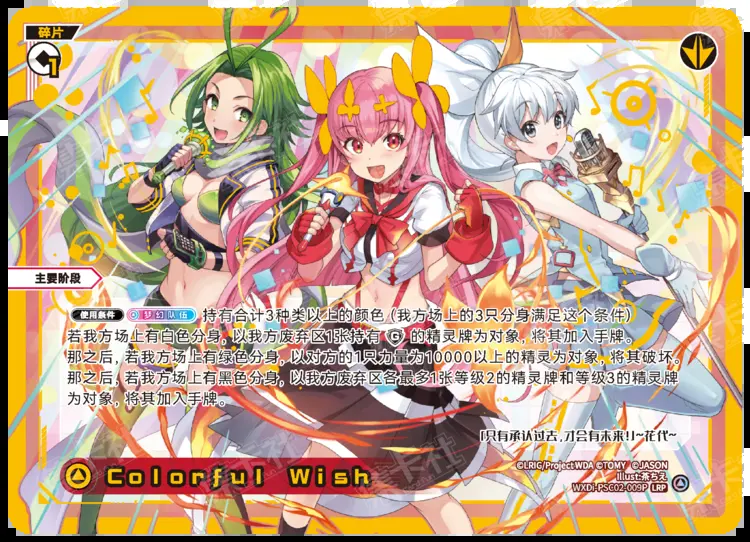 碎片
1
主要阶段
使用条件 梦幻队伍 持有合计3种类以上的颜色(我方场上的3只分身满足这个条件)
若我方场上有白色分身,以我方废弃区1张持有 G 的精灵牌为对象,将其加入手牌。
那之后,若我方场上有绿色分身,以对方的1只力量为10000以上的精灵为对象,将其破坏。
那之后,若我方场上有黑色分身,以我方废弃区各最多1张等级2的精灵牌和等级3的精灵牌
为对象,将其加入手牌。
「只有承认过去,才会有未来!」~花代~
Colorful Wish
©LRIG/ProjectWDA ©TOMY ©JASON
Illust:茶ちえ
WXDi-PSC02-009P LRP